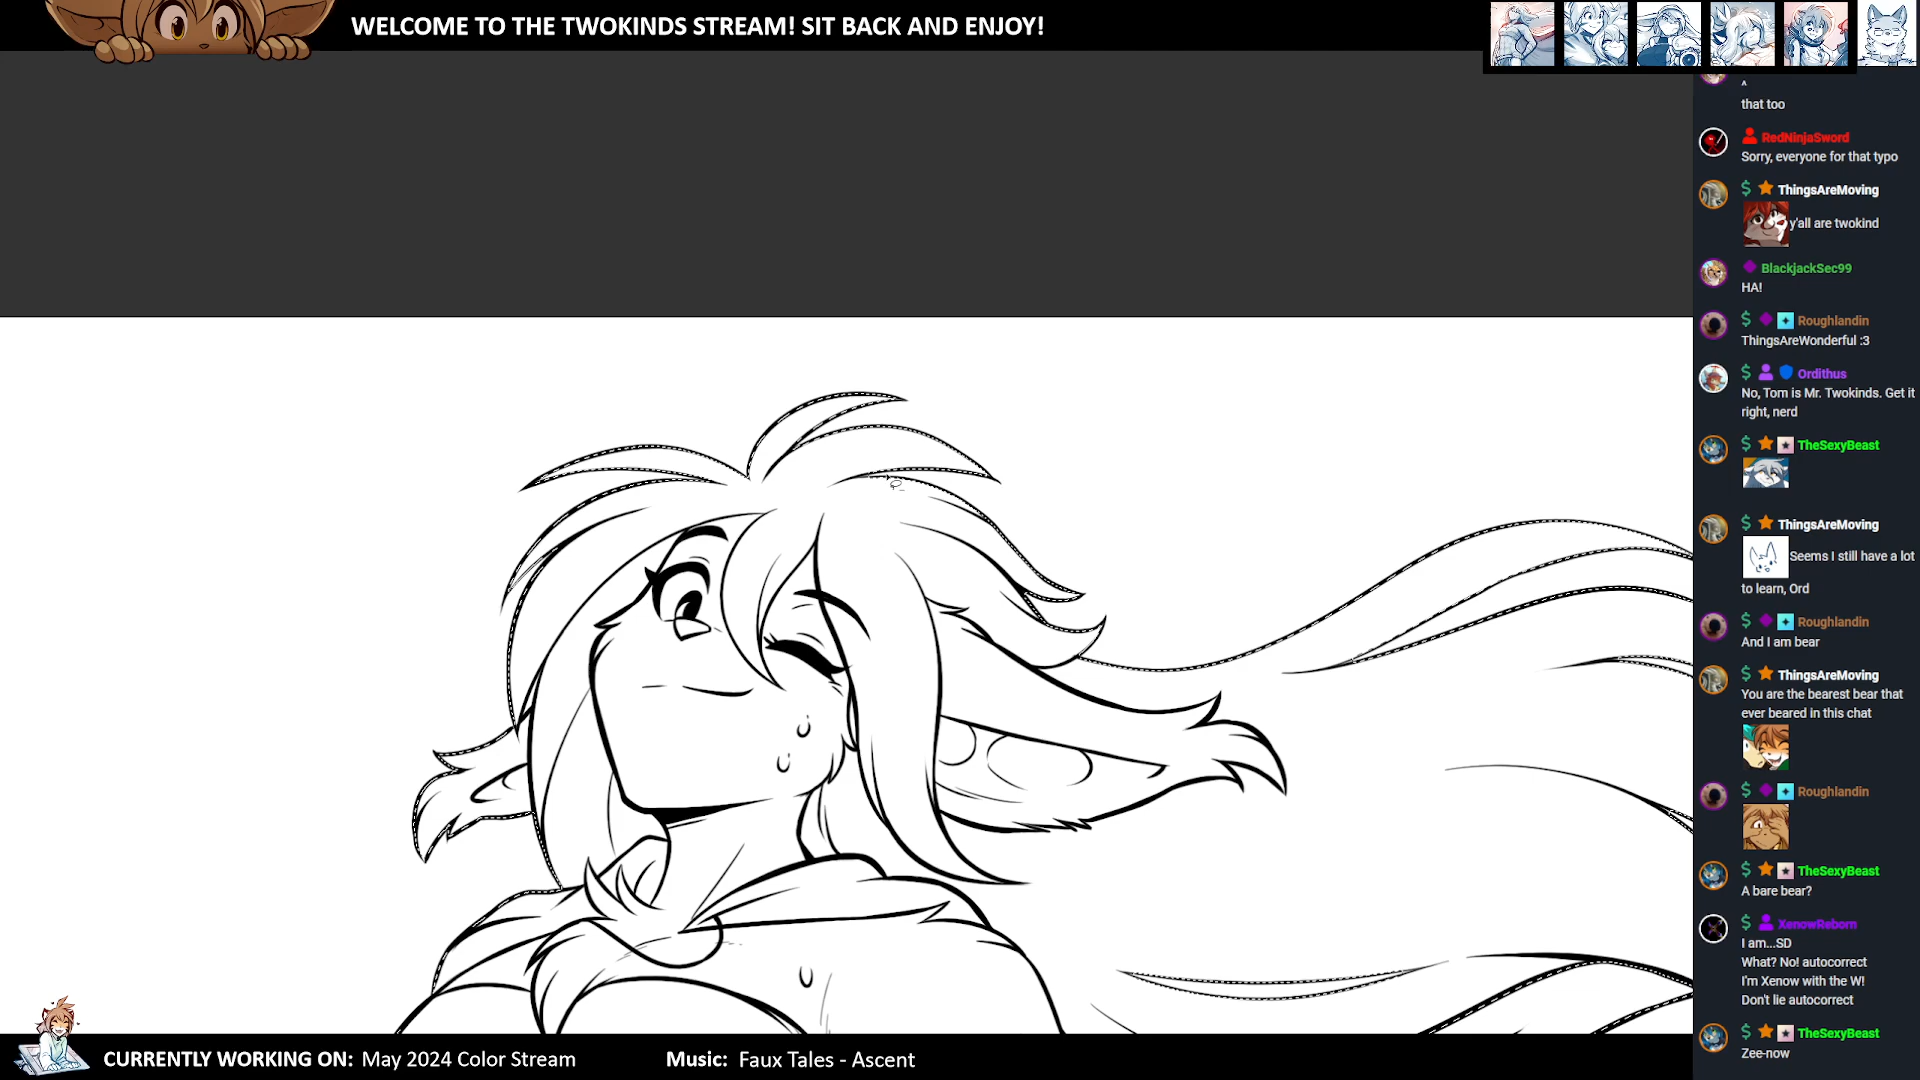 WELCOME TO THE TWOKINDS STREAM! SIT BACK AND ENJOY!
^
that too
RedNinjaSword
Sorry, everyone for that typo
$ ThingsAreMoving
y'all are twokind
BlackjackSec99
HA!
$ Roughlandin
ThingsAreWonderful :3
$ Ordithus
No, Tom is Mr. Twokinds. Get it
right, nerd
$ TheSexyBeast
$ ThingsAreMoving
Seems I still have a lot
to learn, Ord
$ Roughlandin
And I am bear
$ ThingsAreMoving
You are the bearest bear that
ever beared in this chat
$ Roughlandin
$ TheSexyBeast
A bare bear?
$ XenowReborn
I am...SD
What? No! autocorrect
I'm Xenow with the W!
Don't lie autocorrect
$ TheSexyBeast
Zee-now
CURRENTLY WORKING ON: May 2024 Color Stream
Music: Faux Tales - Ascent